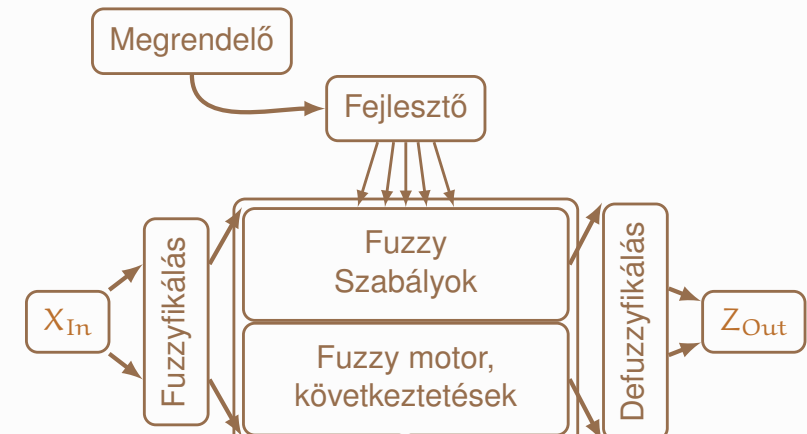 Megrendelő
Fejlesztő
Fuzzy
Szabályok
Fuzzyfikálás
Defuzzyfikálás
X_In
Z_Out
Fuzzy motor,
következtetések